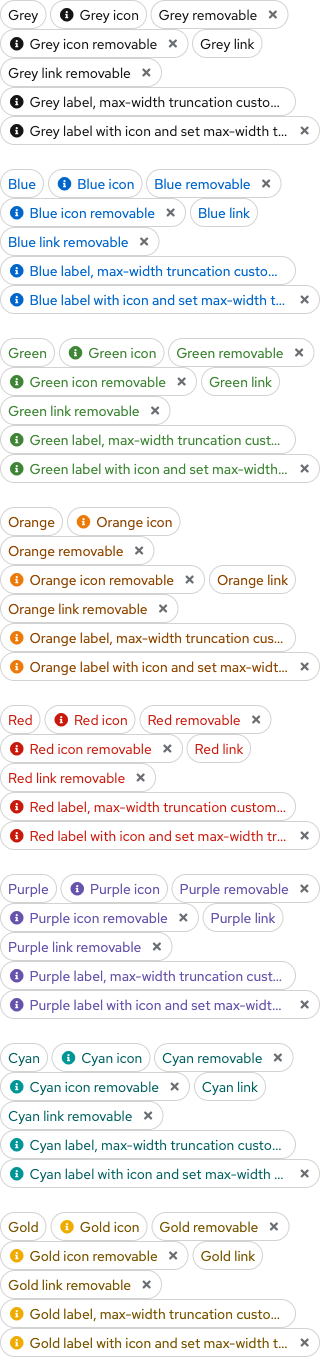 Grey Grey icon Grey removable
Grey icon removable Grey link
Grey link removable
Grey label, max-width truncation custo...
Grey label with icon and set max-width t...
Blue Blue icon Blue removable
Blue icon removable Blue link
Blue link removable
Blue label, max-width truncation custo...
Blue label with icon and set max-width t...
Green Green icon Green removable
Green icon removable Green link
Green link removable
Green label, max-width truncation cust...
Green label with icon and set max-width...
Orange Orange icon
Orange removable
Orange icon removable Orange link
Orange link removable
Orange label, max-width truncation cus...
Orange label with icon and set max-widt...
Red Red icon Red removable
Red icon removable Red link
Red link removable
Red label, max-width truncation custom...
Red label with icon and set max-width tr...
Purple Purple icon Purple removable
Purple icon removable Purple link
Purple link removable
Purple label, max-width truncation cust...
Purple label with icon and set max-widt...
Cyan Cyan icon Cyan removable
Cyan icon removable Cyan link
Cyan link removable
Cyan label, max-width truncation custo...
Cyan label with icon and set max-width ...
Gold Gold icon Gold removable
Gold icon removable Gold link
Gold link removable
Gold label, max-width truncation custo...
Gold label with icon and set max-width t...